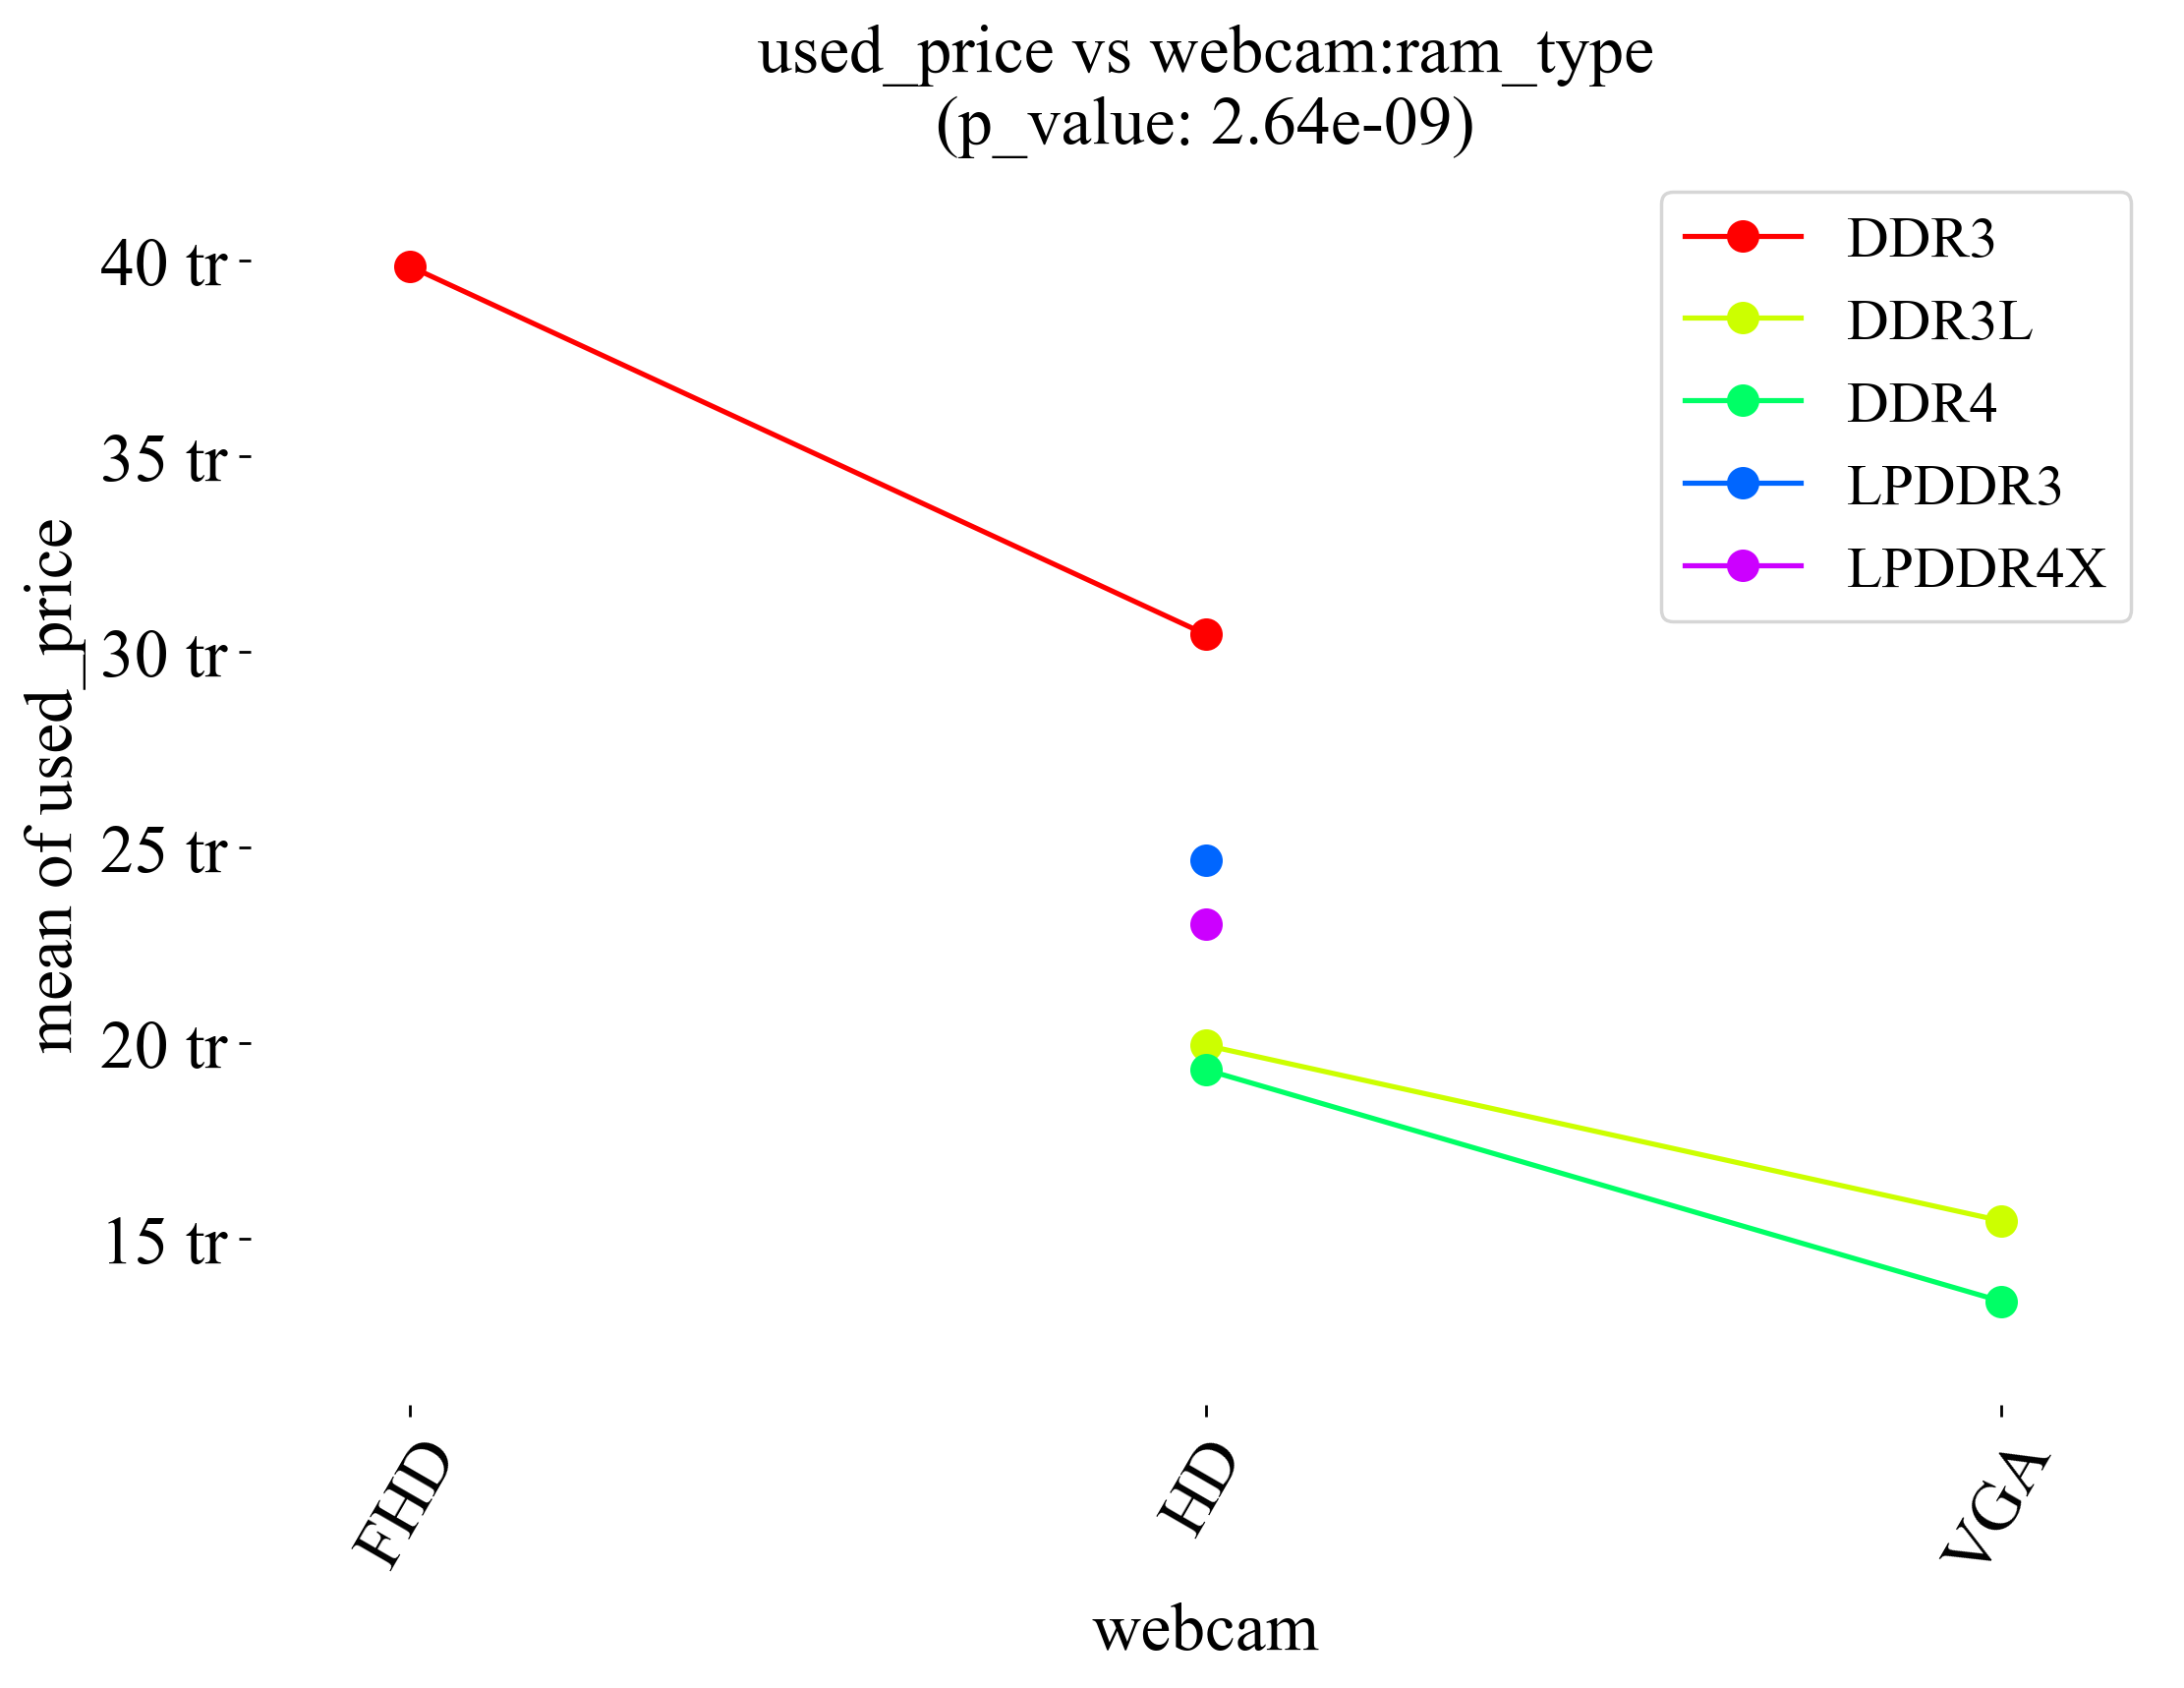 used_price vs webcam:ram_type
(p_value: 2.64e-09)
DDR3
DDR3L
DDR4
LPDDR3
LPDDR4X
mean of used_price
40 tr
35 tr
30 tr
25 tr
20 tr
15 tr
FHD
HD
VGA
webcam